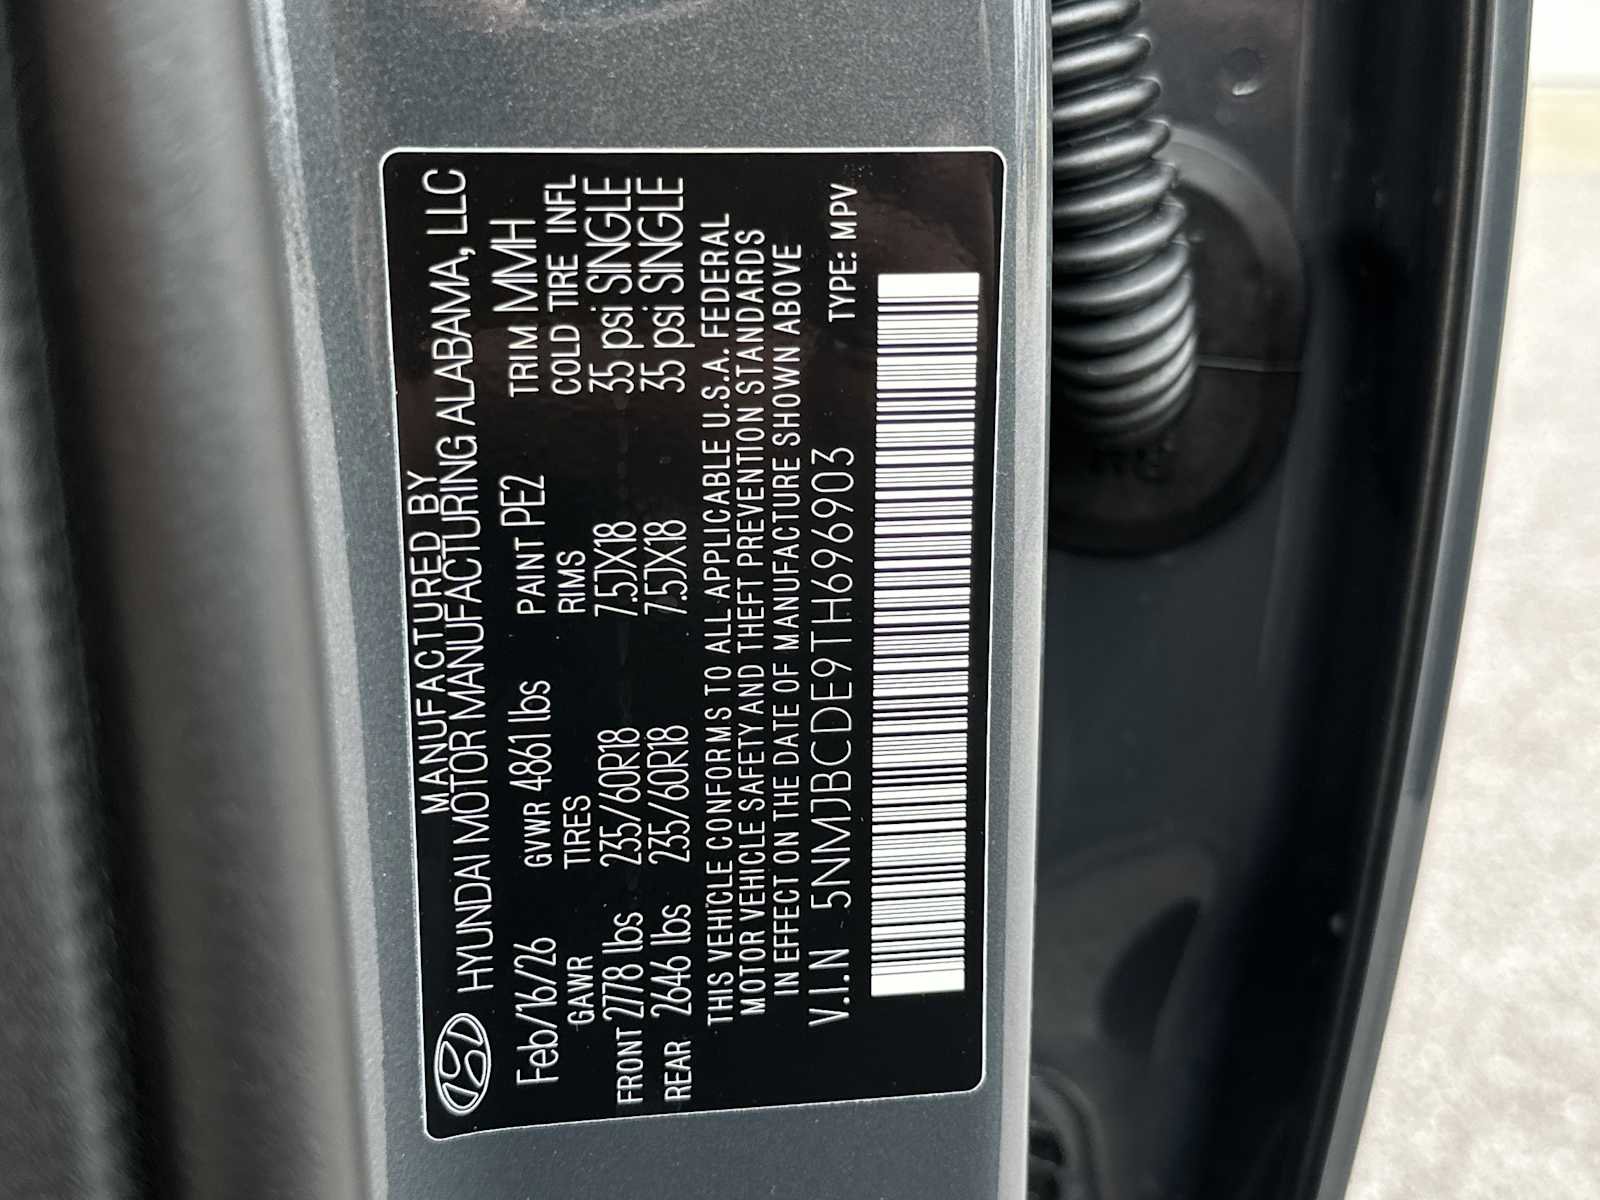 MANUFACTURED BY
HYUNDAI MOTOR MANUFACTURING ALABAMA, LLC
Feb/16/26 GVWR 4861 lbs PAINT PE2 TRIM MMH
GAWR TIRES RIMS COLD TIRE INFL
FRONT 2778 lbs 235/60R18 7.5JX18 35 psi SINGLE
REAR 2646 lbs 235/60R18 7.5JX18 35 psi SINGLE
THIS VEHICLE CONFORMS TO ALL APPLICABLE U.S.A. FEDERAL
MOTOR VEHICLE SAFETY AND THEFT PREVENTION STANDARDS
IN EFFECT ON THE DATE OF MANUFACTURE SHOWN ABOVE
V.I.N 5NMJBCDE9TH696903 TYPE: MPV